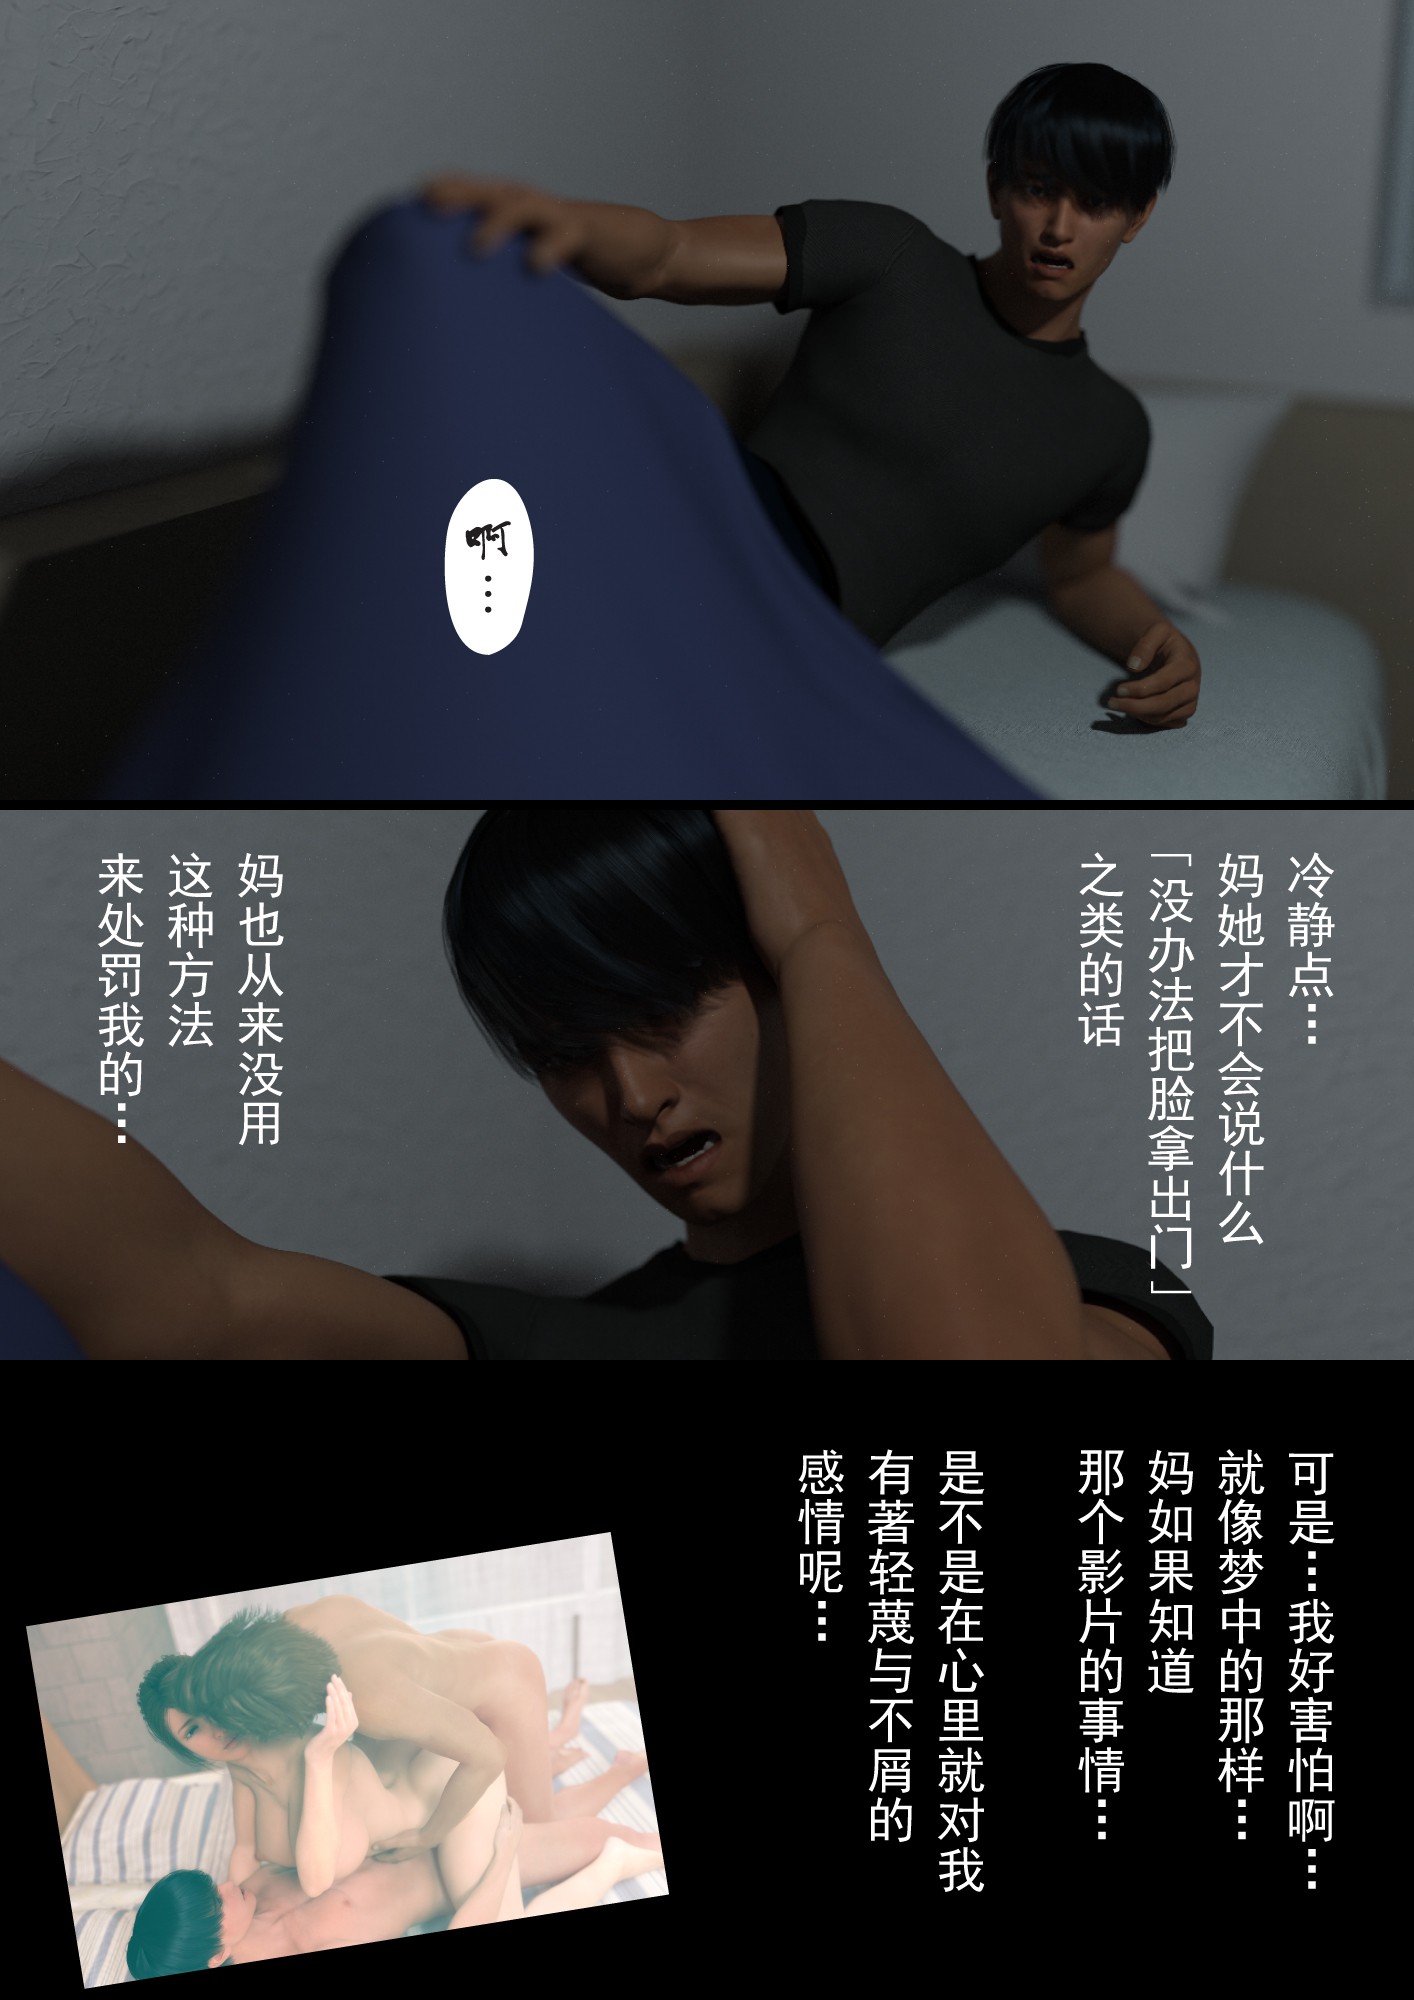 啊…
冷静点…
妈她才不会说什么
「没办法把脸拿出门」
之类的话
妈也从来没用
这种方法
来处罚我的…
可是…我好害怕啊…
就像梦中的那样…
妈如果知道
那个影片的事情…
是不是在心里就对我
有著轻蔑与不屑的
感情呢…